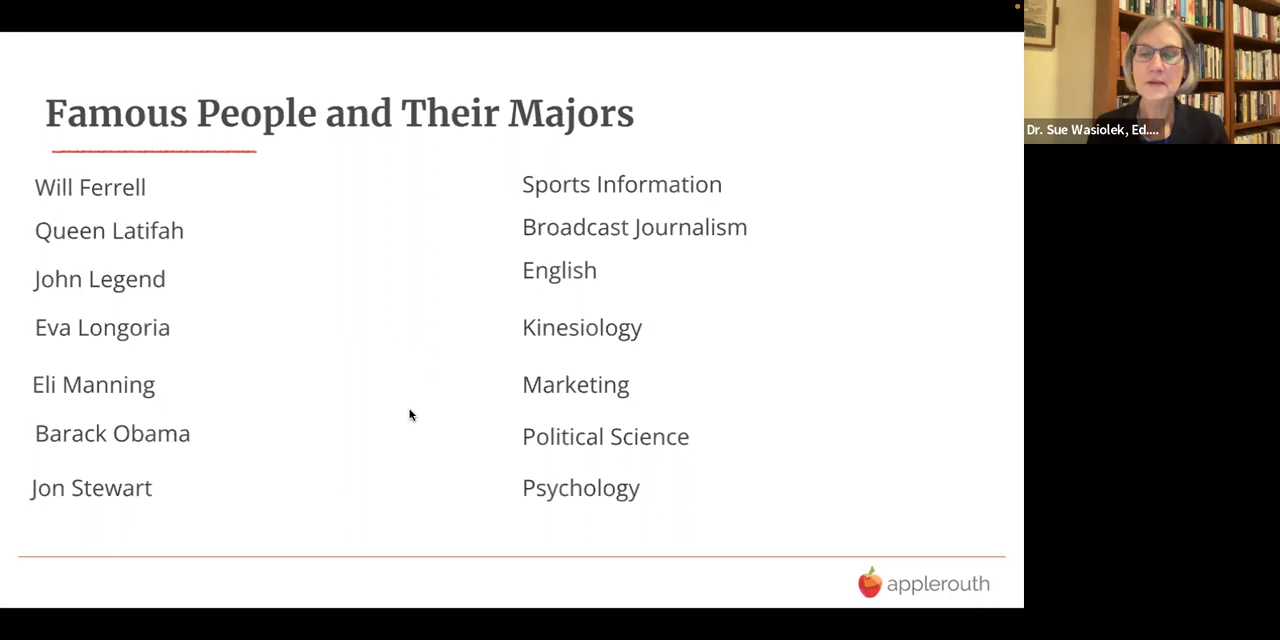 Famous People and Their Majors
Will Ferrell Sports Information
Queen Latifah Broadcast Journalism
John Legend English
Eva Longoria Kinesiology
Eli Manning Marketing
Barack Obama Political Science
Jon Stewart Psychology
applerouth
Dr. Sue Wasiolek, Ed....